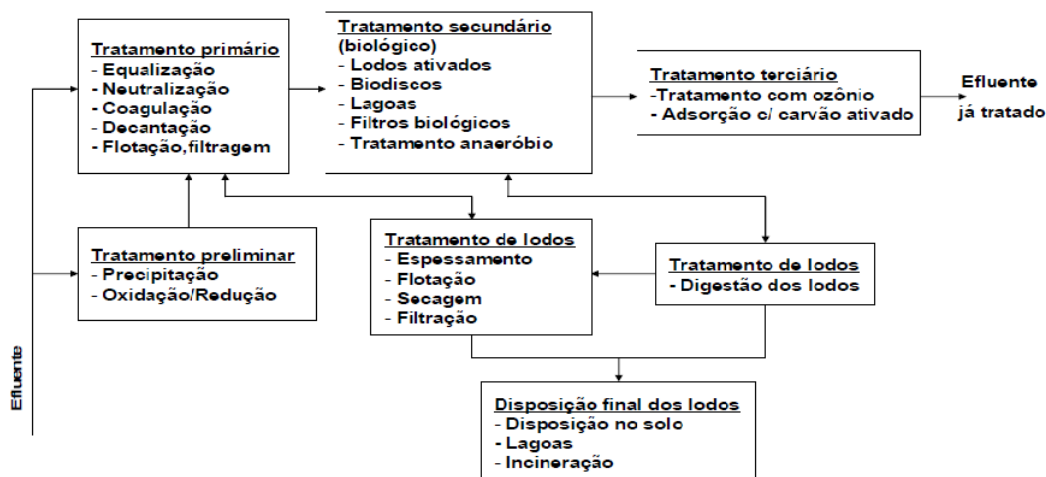 Tratamento primário
- Equalização
- Neutralização
- Coagulação
- Decantação
- Flotação,filtragem
Tratamento secundário
(biológico)
- Lodos ativados
- Biodiscos
- Lagoas
- Filtros biológicos
- Tratamento anaeróbio
Tratamento terciário
-Tratamento com ozônio
- Adsorção c/ carvão ativado
Efluente
já tratado
Tratamento preliminar
- Precipitação
- Oxidação/Redução
Tratamento de lodos
- Espessamento
- Flotação
- Secagem
- Filtração
Tratamento de lodos
- Digestão dos lodos
Efluente
Disposição final dos lodos
- Disposição no solo
- Lagoas
- Incineração